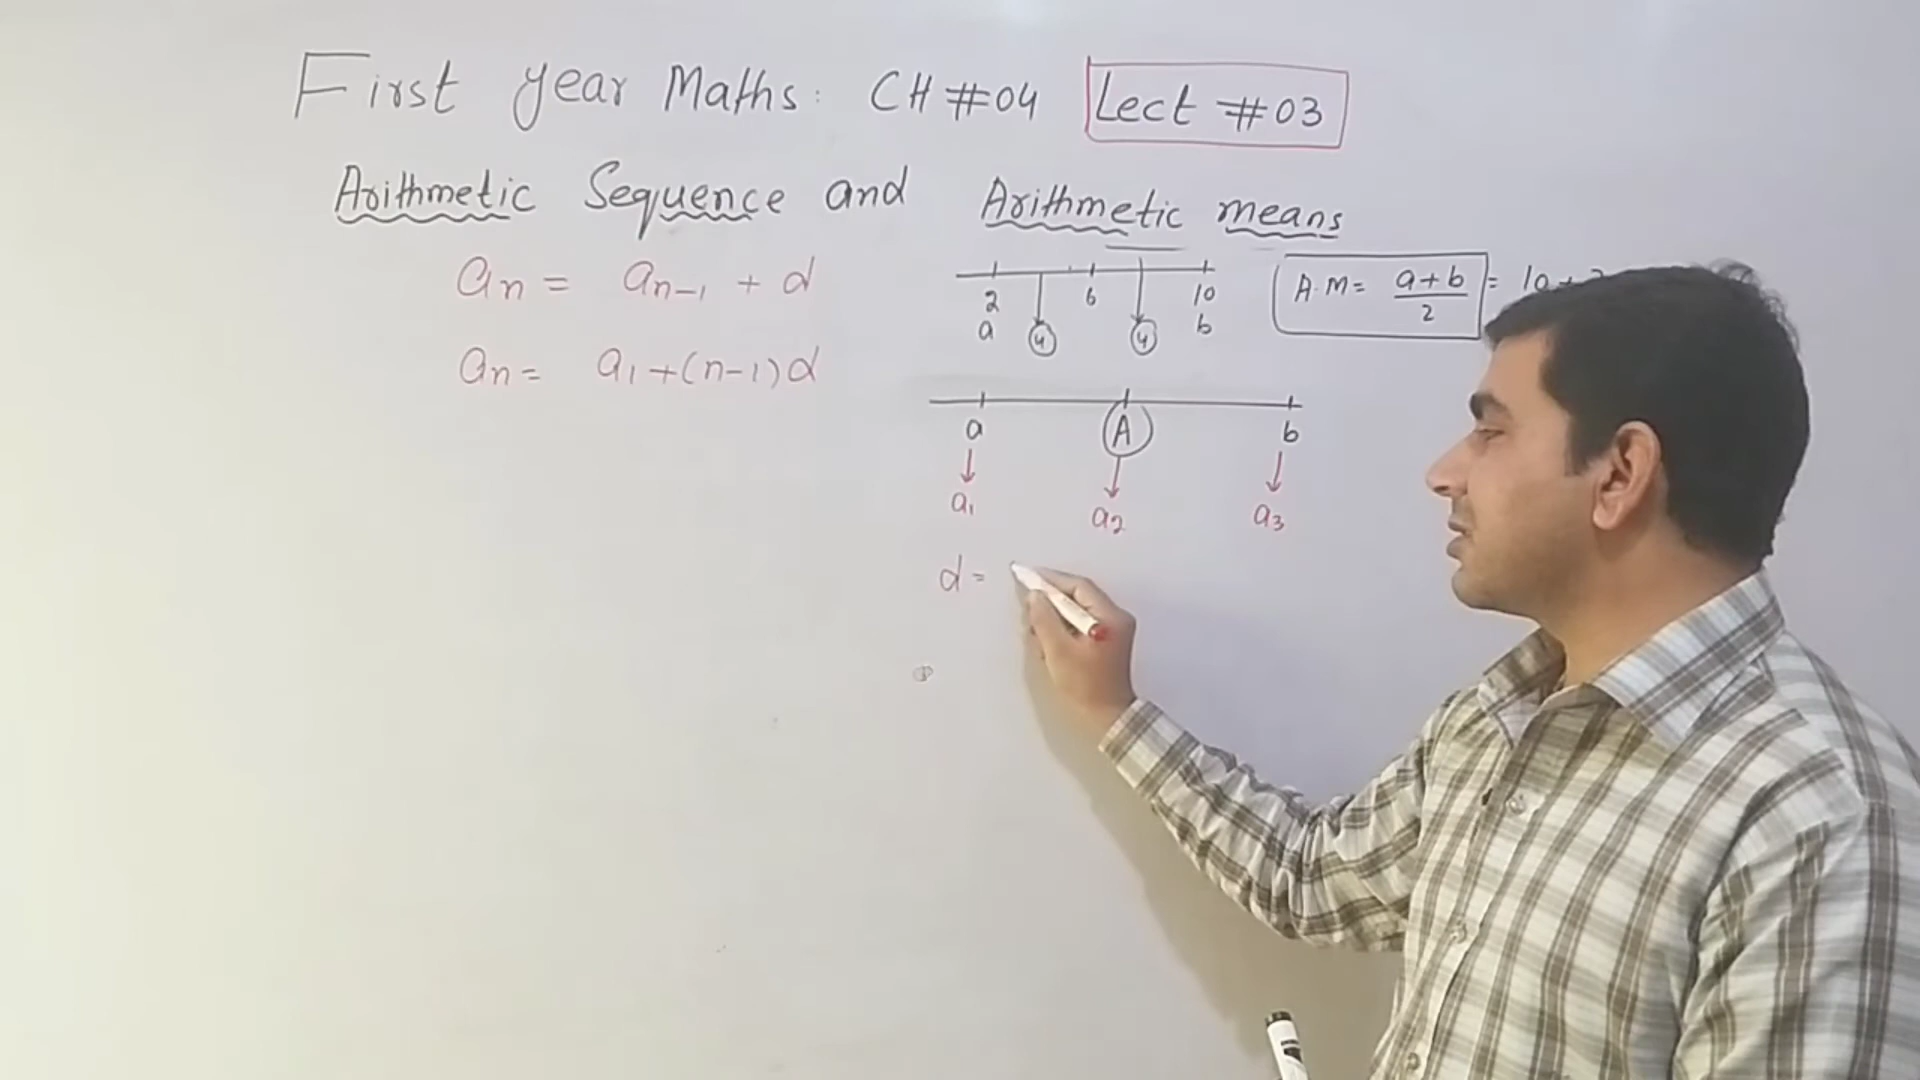 First year Maths: CH #04 Lect #03
Arithmetic Sequence and Arithmetic means
an = an-1 + d
an = a1+(n-1)d
2 6 10
a b
4 4
A.M= a+b/2 = 10+
a A b
a1 a2 a3
d =